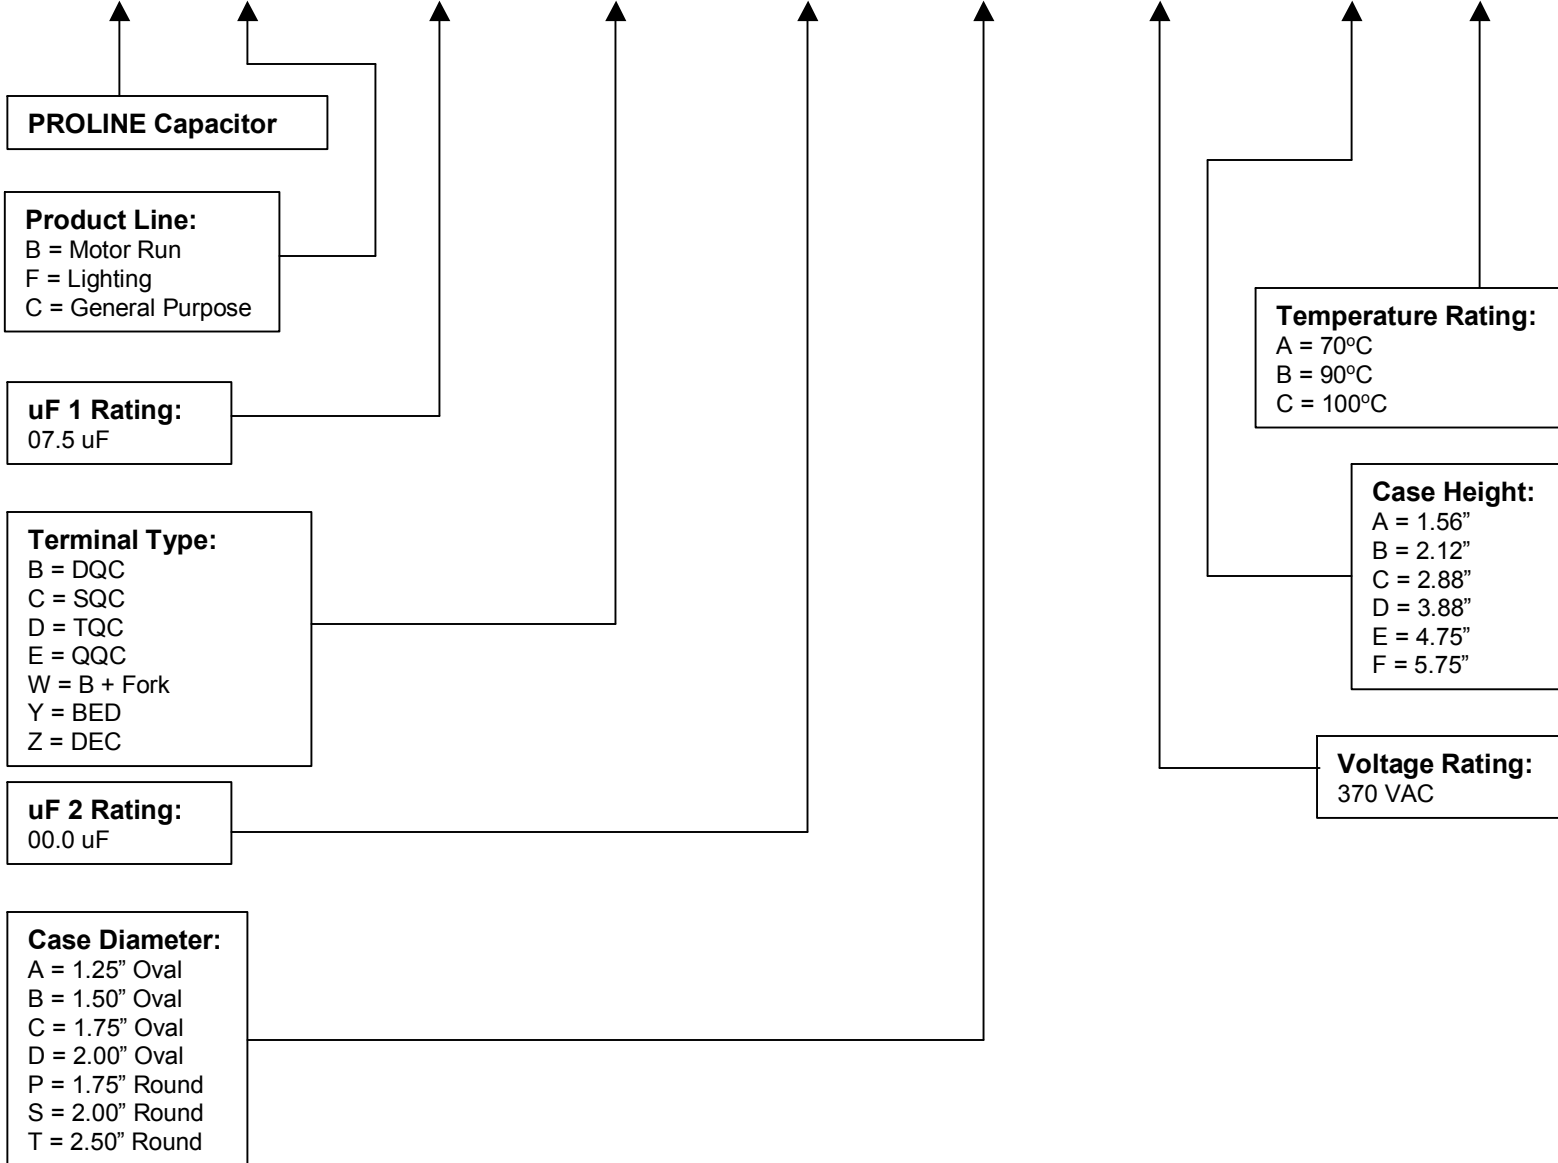 PROLINE Capacitor
Product Line:
B = Motor Run
F = Lighting
C = General Purpose
uF 1 Rating:
07.5 uF
Terminal Type:
B = DQC
C = SQC
D = TQC
E = QQC
W = B + Fork
Y = BED
Z = DEC
uF 2 Rating:
00.0 uF
Case Diameter:
A = 1.25” Oval
B = 1.50” Oval
C = 1.75” Oval
D = 2.00” Oval
P = 1.75” Round
S = 2.00” Round
T = 2.50” Round
Temperature Rating:
A = 70ºC
B = 90ºC
C = 100ºC
Case Height:
A = 1.56”
B = 2.12”
C = 2.88”
D = 3.88”
E = 4.75”
F = 5.75”
Voltage Rating:
370 VAC